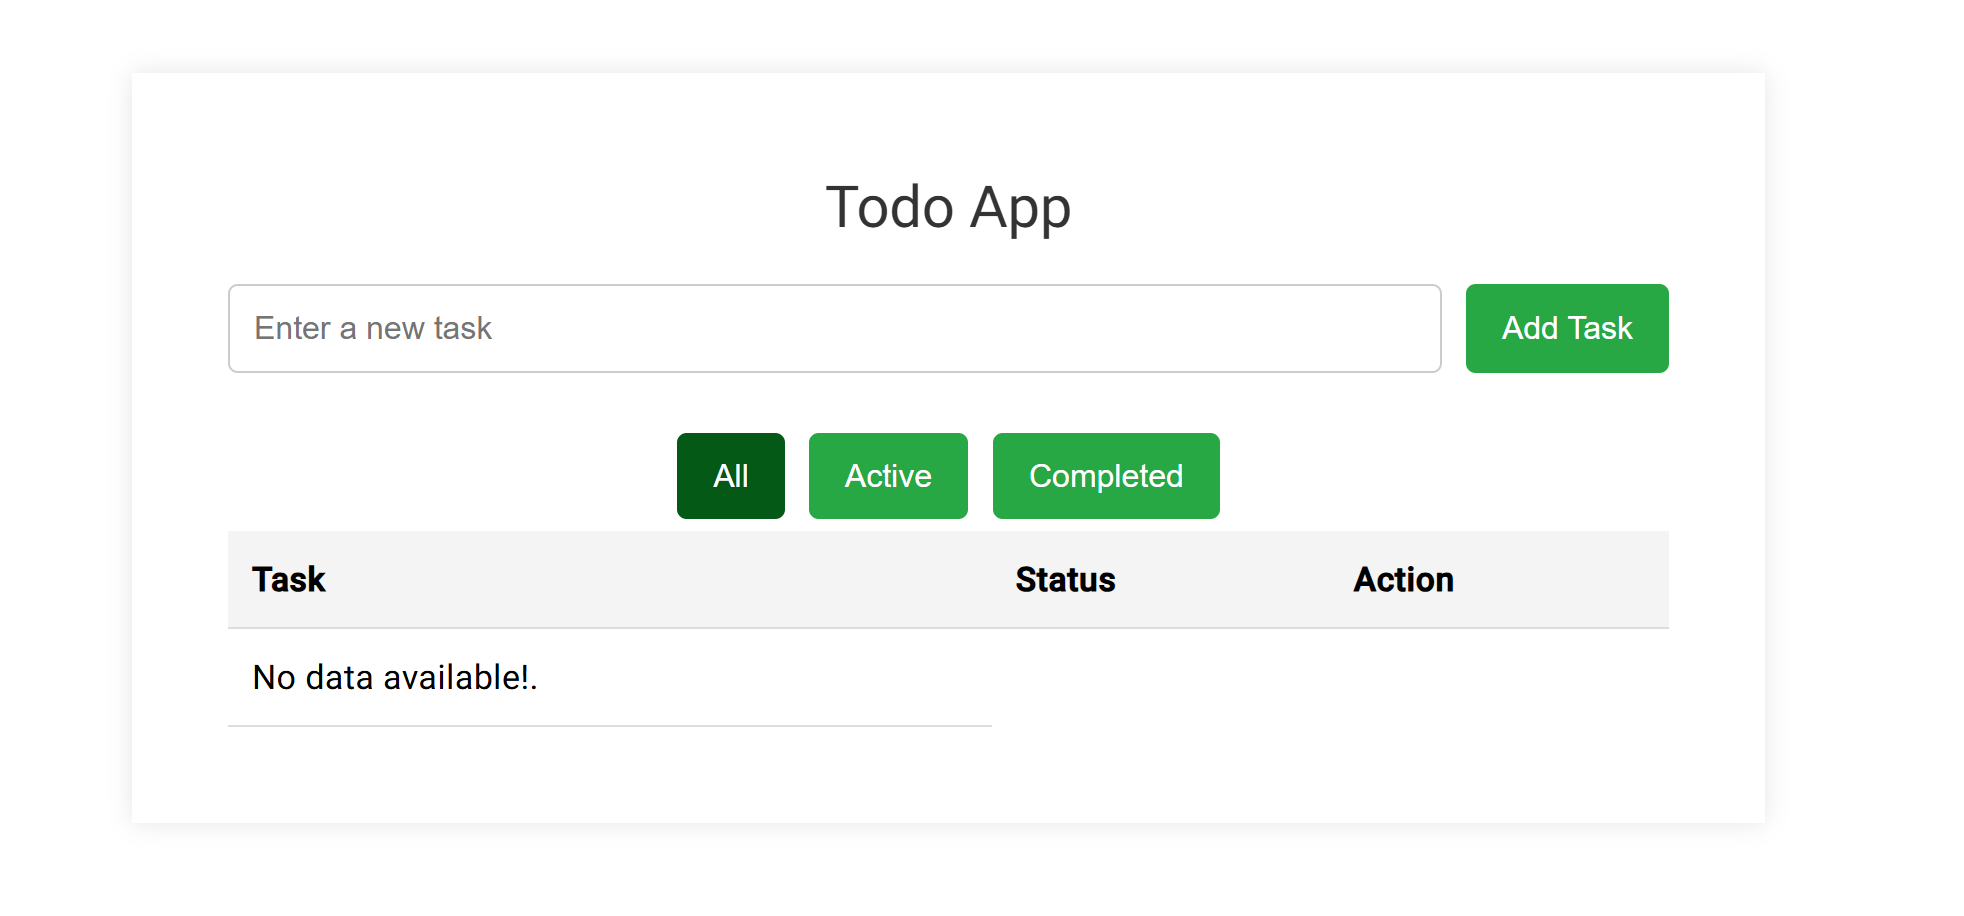 Todo App
Enter a new task
Add Task
All Active Completed
Task Status Action
No data available!.